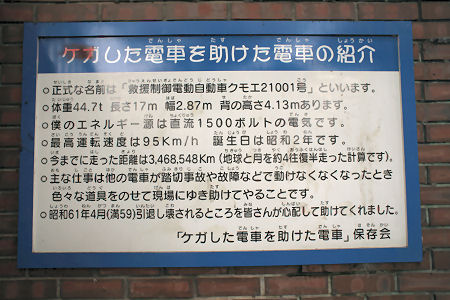 ケガした電車を助けた電車の紹介
○正式な名前は「救援制御電動自動車クモエ21001号」といいます。
○体重44.7t 長さ17m 幅2.87m 背の高さ4.13mあります。
○僕のエネルギー源は直流1500ボルトの電気です。
○最高運転速度は95Km/h 誕生日は昭和2年です。
○今までに走った距離は3,468,548Km(地球と月を約4往復半走った計算です)。
○主な仕事は他の電車が踏切事故や故障などで動けなくなったとき
色々な道具をのせて現場にゆき助けてやることです。
○昭和61年4月(満59)引退し壊されるところを皆さんが心配して助けてくれました。
「ケガした電車を助けた電車」保存会